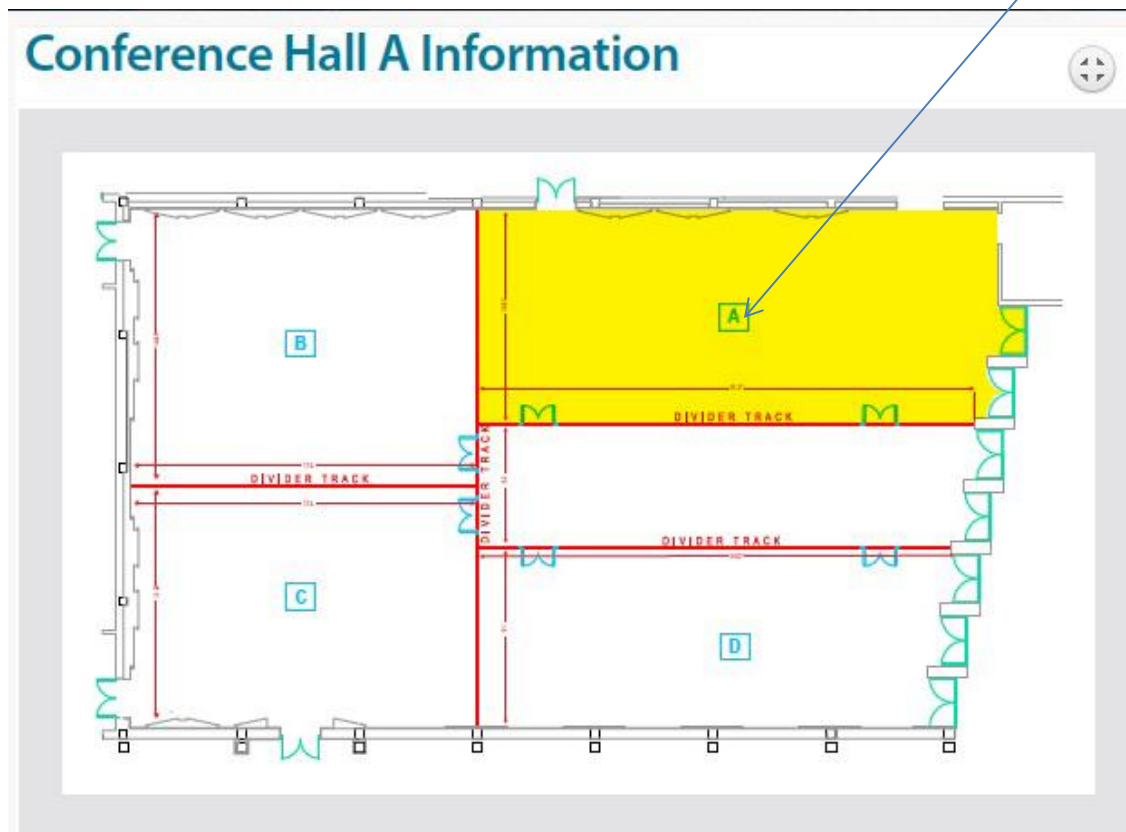 Conference Hall A Information
A
B
DIVIDER TRACK
DIVIDER TRACK
DIVIDER TRACK
DIVIDER TRACK
C
D